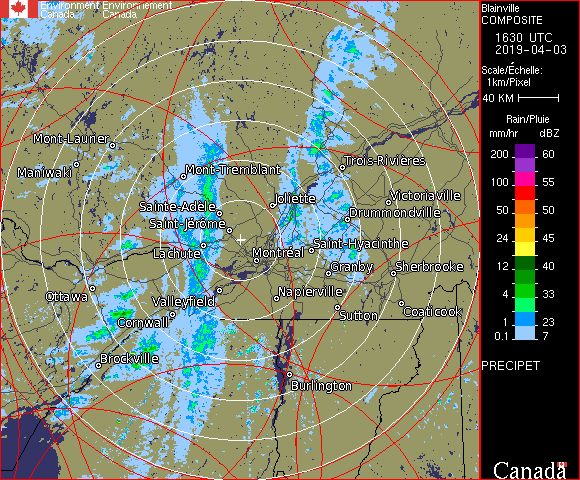 Environment Environnement
Canada Canada
Blainville
COMPOSITE
1630 UTC
2019-04-03
Scale/Échelle:
1km/Pixel
40 KM
Rain/Pluie
mm/hr dBZ
200 60
150 57
100 55
50 50
24 45
12 40
4 33
1 23
0.1 7
PRECIPET
Canada
Mont-Laurier
Maniwaki
Mont-Tremblant
Trois-Rivières
Joliette
Victoriaville
Sainte-Adèle
Drummondville
Saint-Jérôme
Lachute
Montréal
Saint-Hyacinthe
Granby
Sherbrooke
Ottawa
Valleyfield
Napierville
Cornwall
Sutton
Coaticook
Brockville
Burlington